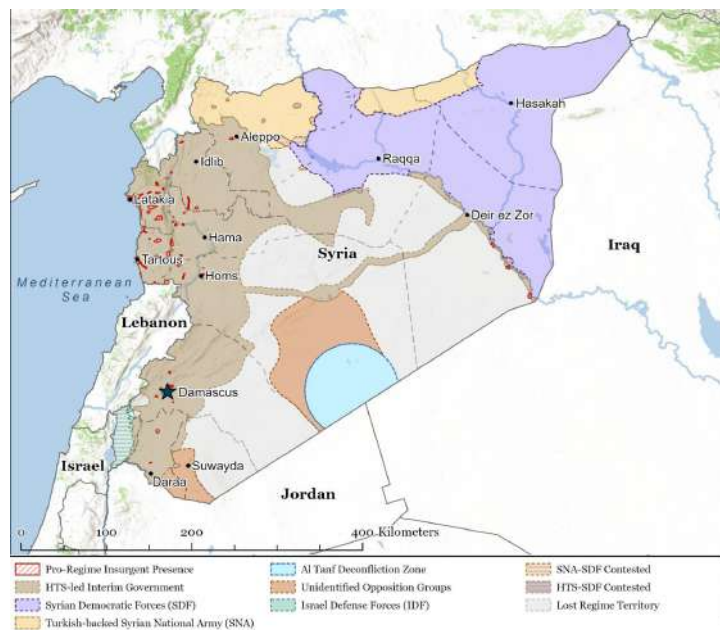 Hasakah
Aleppo
Raqqa
Idlib
Latakia
Deir ez Zor
Hama
Syria
Iraq
Tartous
Homs
Mediterranean
Sea
Lebanon
Damascus
Israel
Suwayda
Daraa
Jordan
0 100 200 400 Kilometers
Pro-Regime Insurgent Presence
HTS-led Interim Government
Syrian Democratic Forces (SDF)
Turkish-backed Syrian National Army (SNA)
Al Tanf Deconfliction Zone
Unidentified Opposition Groups
Israel Defense Forces (IDF)
SNA-SDF Contested
HTS-SDF Contested
Lost Regime Territory